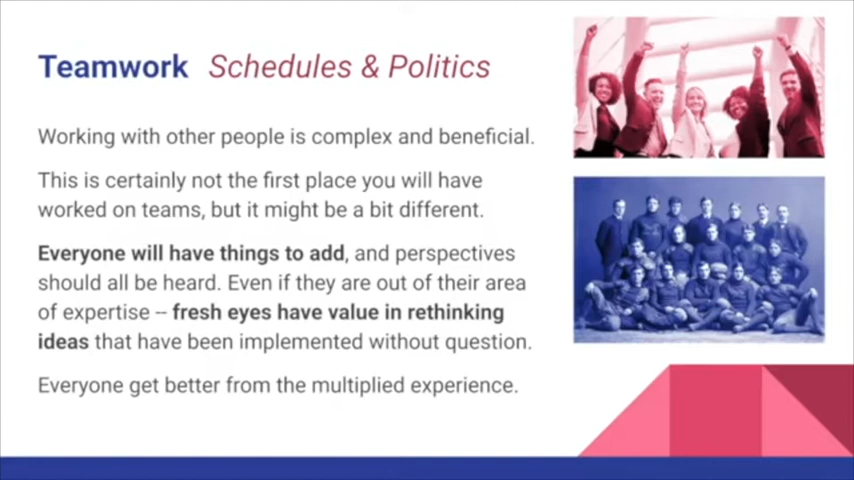 Teamwork Schedules & Politics
Working with other people is complex and beneficial.
This is certainly not the first place you will have
worked on teams, but it might be a bit different.
Everyone will have things to add, and perspectives
should all be heard. Even if they are out of their area
of expertise -- fresh eyes have value in rethinking
ideas that have been implemented without question.
Everyone get better from the multiplied experience.